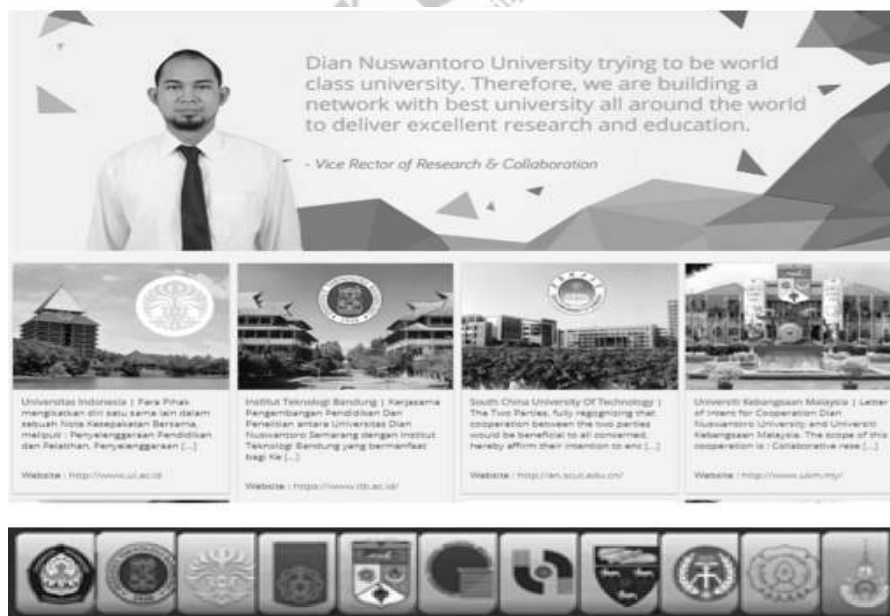 Dian Nuswantoro University trying to be world
class university. Therefore, we are building a
network with best university all around the world
to deliver excellent research and education.
- Vice Rector of Research & Collaboration
Universitas Indonesia | Para Pihak
mengikatkan diri satu sama lain dalam
sebuah Nota Kesepakatan Bersama,
meliputi : Penyelenggaraan Pendidikan
dan Pelatihan, Penyelenggaraan [...]
Website : http://www.ui.ac.id
Institut Teknologi Bandung | Kerjasama
Pengembangan Pendidikan Dan
Penelitian antara Universitas Dian
Nuswantoro Semarang dengan Institut
Teknologi Bandung yang bermanfaat
bagi Ke [...]
Website : https://www.itb.ac.id/
South China University Of Technology |
The Two Parties, fully regognizing that
cooperation between the two parties
would be beneficial to all concerned,
hereby affirm their intention to enc [...]
Website : http://en.scut.edu.cn/
Universiti Kebangsaan Malaysia | Letter
of Intent for Cooperation Dian
Nuswantoro University and Universiti
Kebangsaan Malaysia. The scope of this
cooperation is : Collaborative rese [...]
Website : http://www.ukm.my/